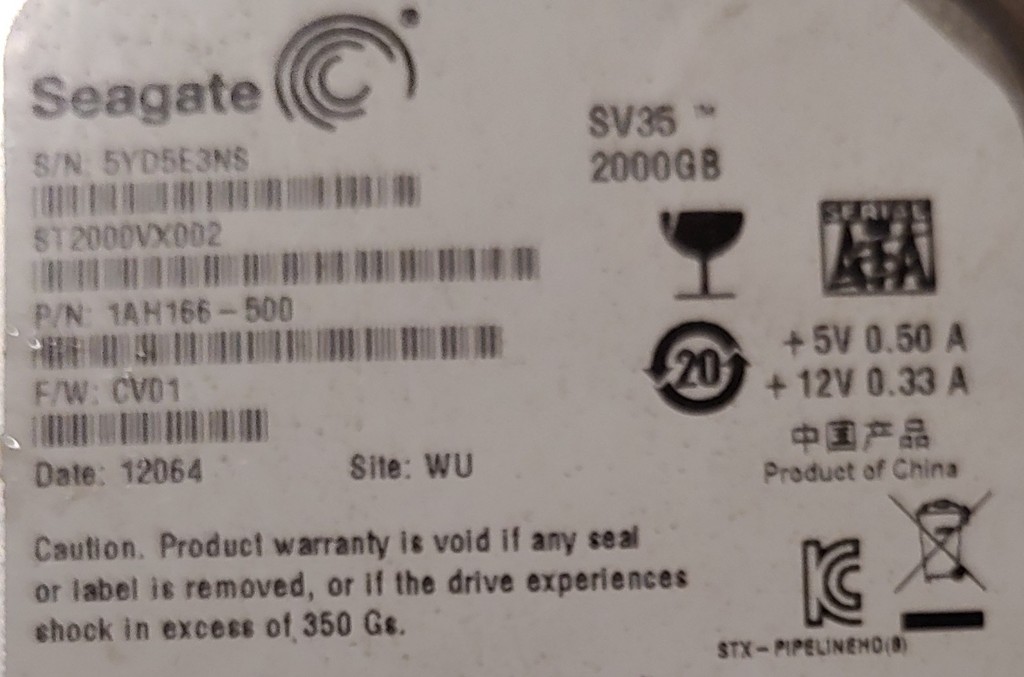 Seagate
S/N: 5YD5E3NS
ST2000VX002
P/N: 1AH166-500
F/W: CV01
Date: 12064 Site: WU
SV35 ™
2000GB
SERIAL
ATA
20
+5V 0.50 A
+12V 0.33 A
中国产品
Product of China
Caution. Product warranty is void if any seal
or label is removed, or if the drive experiences
shock in excess of 350 Gs.
STX-PIPELINEHD(B)